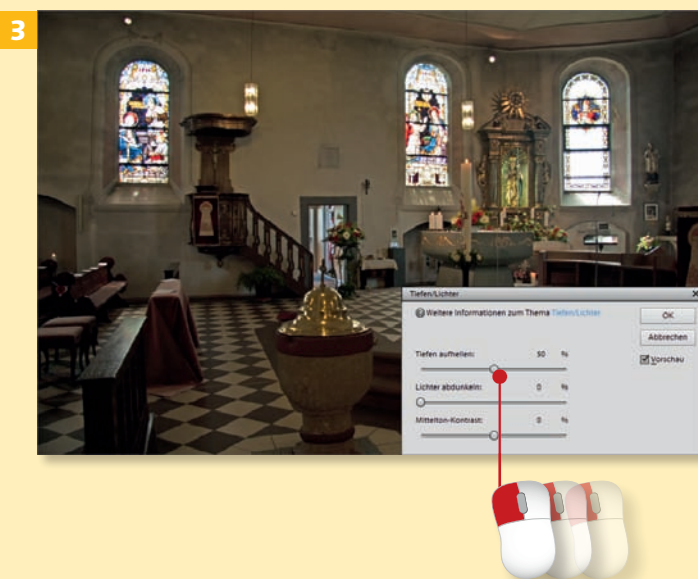 3
Tiefen/Lichter
Weitere Informationen zum Thema Tiefen/Lichter
OK
Abbrechen
Vorschau
Tiefen aufhellen: 50 %
Lichter abdunkeln: 0 %
Mittelton-Kontrast: 0 %